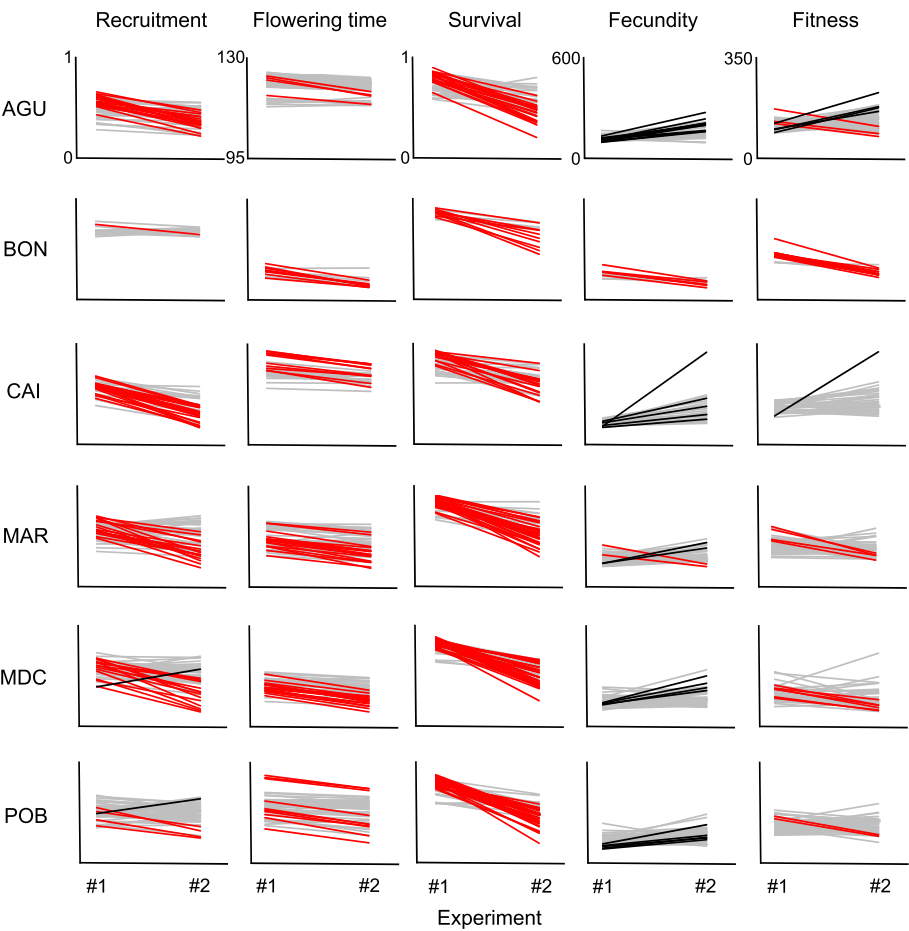 Recruitment Flowering time Survival Fecundity Fitness
1 130 1 600 350
AGU
0 95 0 0 0
BON
CAI
MAR
MDC
POB
#1 #2 #1 #2 #1 #2 #1 #2 #1 #2
Experiment